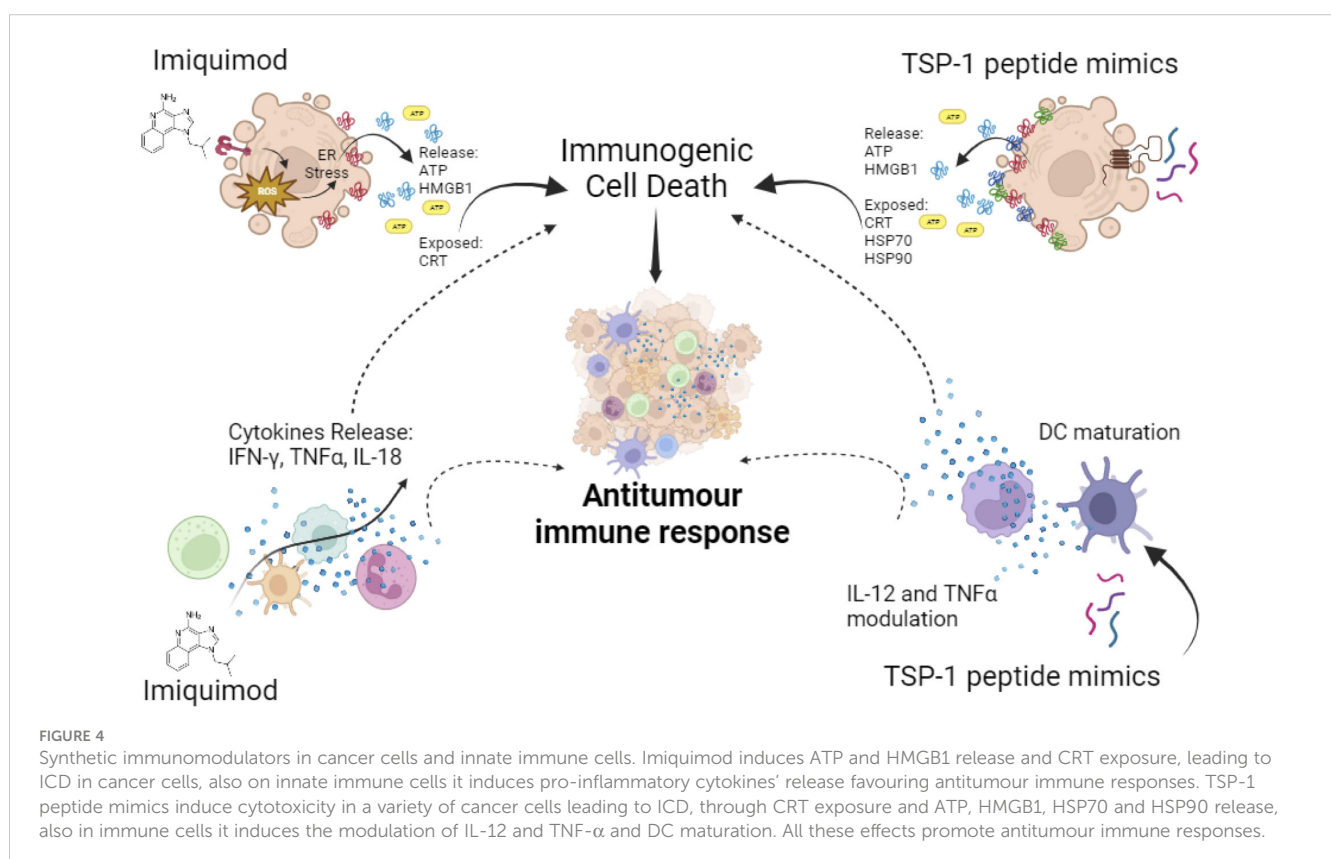 Imiquimod
TSP-1 peptide mimics
NH₂
N
N
N
ROS
ER
Stress
ATP
Release:
ATP
HMGB1
ATP
ATP
Exposed:
CRT
Immunogenic
Cell Death
ATP
Release:
ATP
HMGB1
Exposed:
CRT
HSP70
HSP90
ATP
ATP
Cytokines Release:
IFN-γ, TNFα, IL-18
DC maturation
Antitumour
immune response
IL-12 and TNFα
modulation
NH₂
N
N
N
Imiquimod
TSP-1 peptide mimics
FIGURE 4
Synthetic immunomodulators in cancer cells and innate immune cells. Imiquimod induces ATP and HMGB1 release and CRT exposure, leading to
ICD in cancer cells, also on innate immune cells it induces pro-inflammatory cytokines’ release favouring antitumour immune responses. TSP-1
peptide mimics induce cytotoxicity in a variety of cancer cells leading to ICD, through CRT exposure and ATP, HMGB1, HSP70 and HSP90 release,
also in immune cells it induces the modulation of IL-12 and TNF-α and DC maturation. All these effects promote antitumour immune responses.